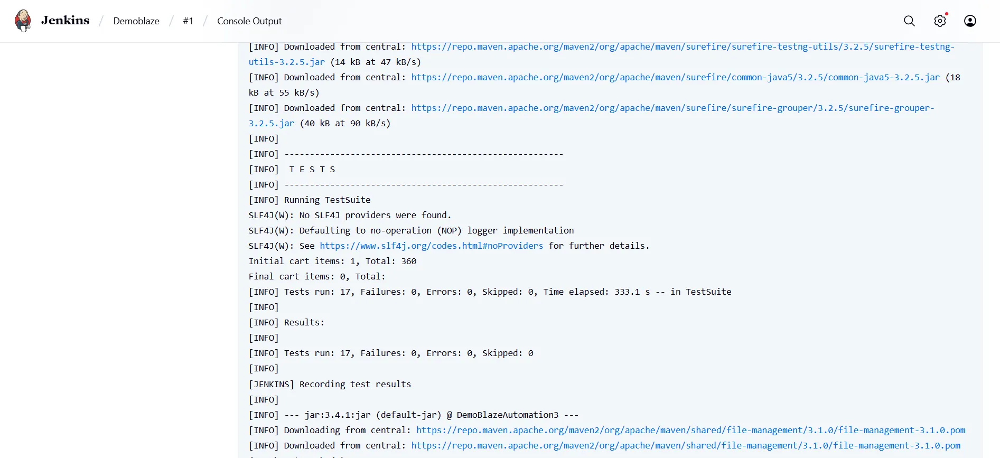 Jenkins / Demoblaze / #1 / Console Output
[INFO] Downloaded from central: https://repo.maven.apache.org/maven2/org/apache/maven/surefire/surefire-testng-utils/3.2.5/surefire-testng-
utils-3.2.5.jar (14 kB at 47 kB/s)
[INFO] Downloaded from central: https://repo.maven.apache.org/maven2/org/apache/maven/surefire/common-java5/3.2.5/common-java5-3.2.5.jar (18
kB at 55 kB/s)
[INFO] Downloaded from central: https://repo.maven.apache.org/maven2/org/apache/maven/surefire/surefire-grouper/3.2.5/surefire-grouper-
3.2.5.jar (40 kB at 90 kB/s)
[INFO]
[INFO] -------------------------------------------------------
[INFO]  T E S T S
[INFO] -------------------------------------------------------
[INFO] Running TestSuite
SLF4J(W): No SLF4J providers were found.
SLF4J(W): Defaulting to no-operation (NOP) logger implementation
SLF4J(W): See https://www.slf4j.org/codes.html#noProviders for further details.
Initial cart items: 1, Total: 360
Final cart items: 0, Total:
[INFO] Tests run: 17, Failures: 0, Errors: 0, Skipped: 0, Time elapsed: 333.1 s -- in TestSuite
[INFO]
[INFO] Results:
[INFO]
[INFO] Tests run: 17, Failures: 0, Errors: 0, Skipped: 0
[INFO]
[JENKINS] Recording test results
[INFO]
[INFO] --- jar:3.4.1:jar (default-jar) @ DemoBlazeAutomation3 ---
[INFO] Downloading from central: https://repo.maven.apache.org/maven2/org/apache/maven/shared/file-management/3.1.0/file-management-3.1.0.pom
[INFO] Downloaded from central: https://repo.maven.apache.org/maven2/org/apache/maven/shared/file-management/3.1.0/file-management-3.1.0.pom